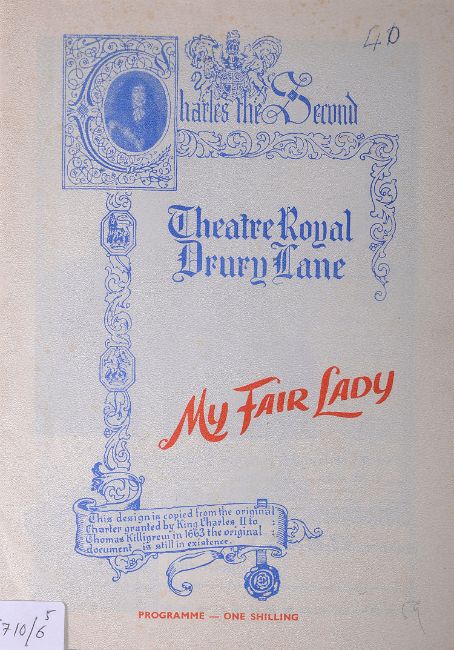 40
Charles the Second
Theatre Royal
Drury Lane
My Fair Lady
This design is copied from the original
Charter granted by King Charles II to
Thomas Killigrew in 1663 the original
document is still in existence.
PROGRAMME — ONE SHILLING
59
710/6 5